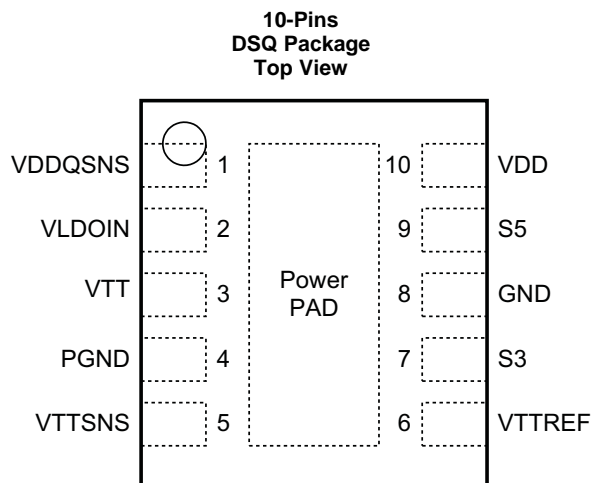 10-Pins
DSQ Package
Top View
VDDQSNS 1 10 VDD
VLDOIN 2 9 S5
VTT 3 8 GND
Power
PAD
PGND 4 7 S3
VTTSNS 5 6 VTTREF